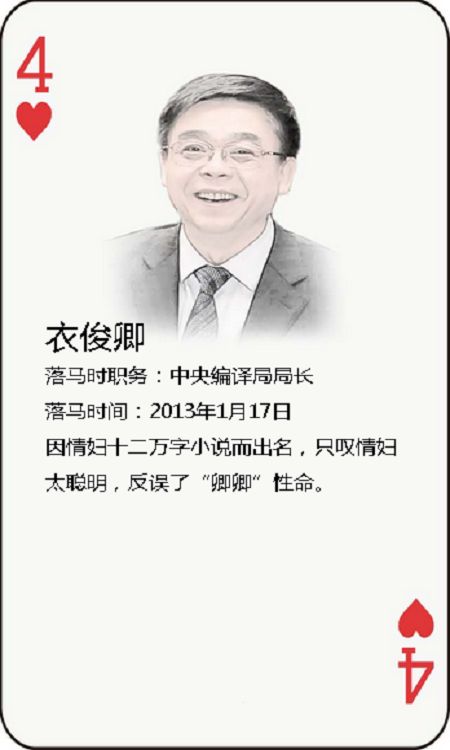 4
衣俊卿
落马时职务：中央编译局局长
落马时间：2013年1月17日
因情妇十二万字小说而出名，只叹情妇
太聪明，反误了“卿卿“性命。
4